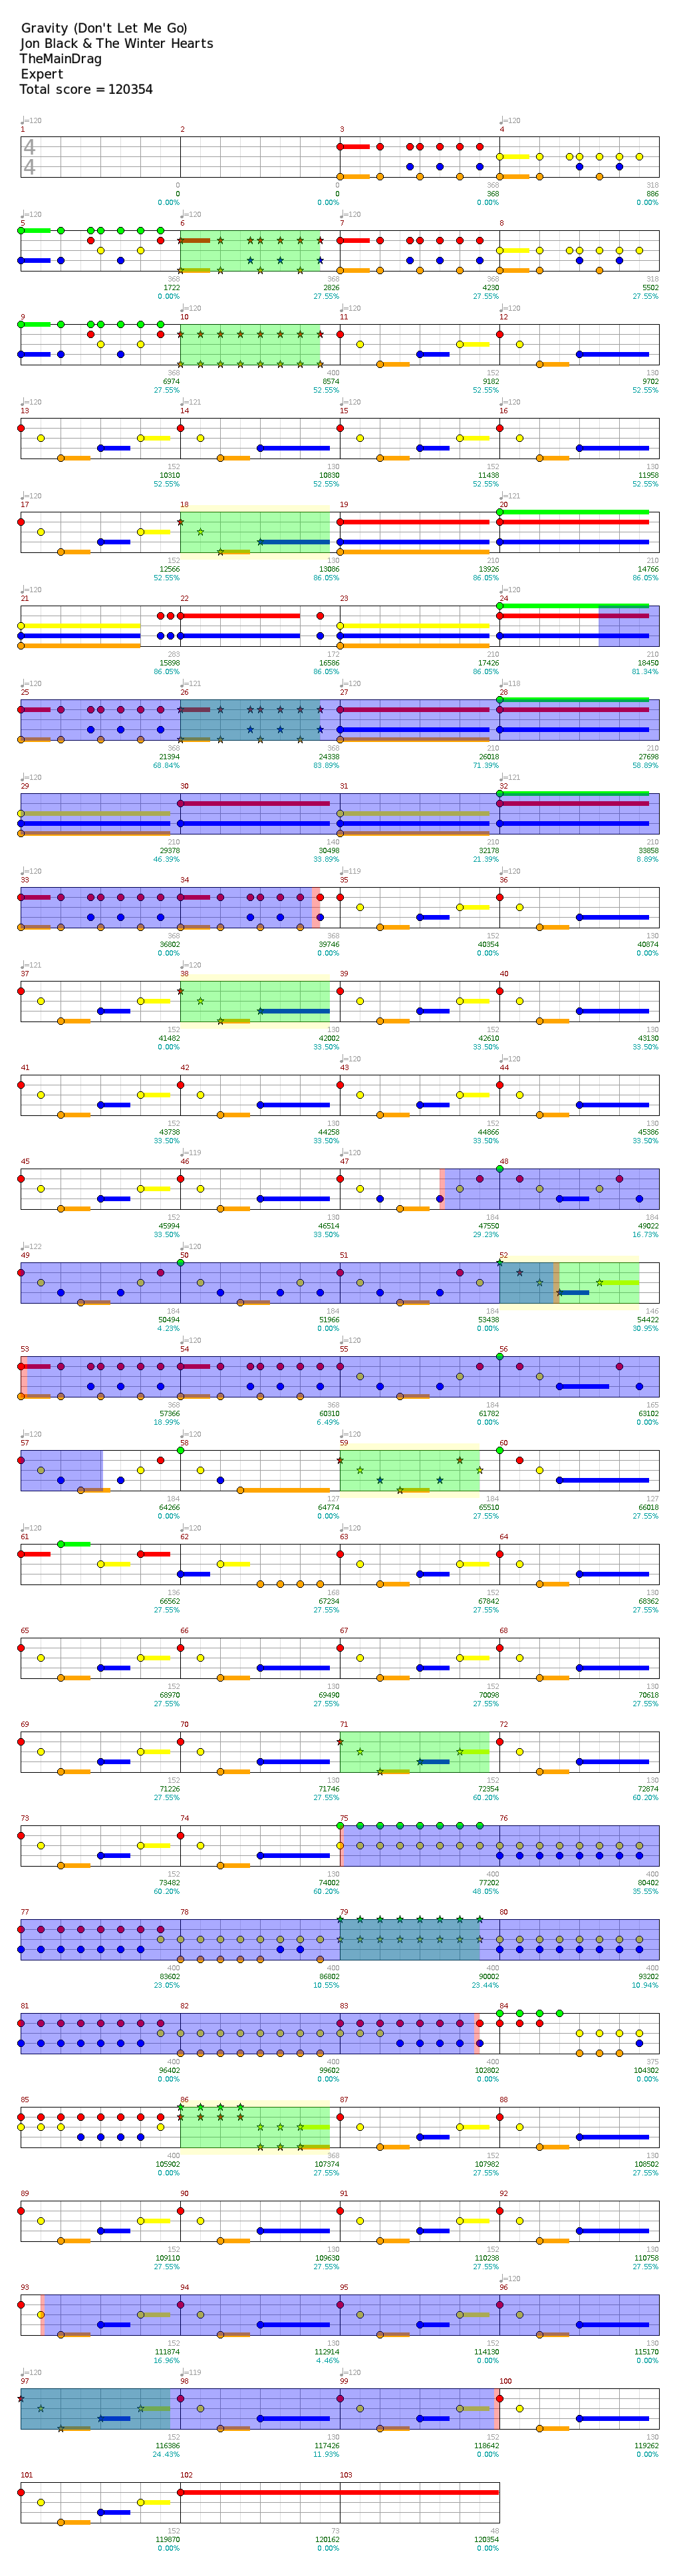 Gravity (Don't Let Me Go)
Jon Black & The Winter Hearts
TheMainDrag
Expert
Total score = 120354
♩=120 ♩=120
1 2 3 4
4
4
0 0 368 318
0 0 368 886
0.00% 0.00% 0.00% 0.00%
♩=120 ♩=120 ♩=120
5 6 7 8
368 368 368 318
1722 2826 4230 5502
0.00% 27.55% 27.55% 27.55%
♩=120 ♩=120
9 10 11 12
368 400 152 130
6974 8574 9182 9702
27.55% 52.55% 52.55% 52.55%
♩=120 ♩=121 ♩=120 ♩=120
13 14 15 16
152 130 152 130
10310 10830 11438 11958
52.55% 52.55% 52.55% 52.55%
♩=120 ♩=121
17 18 19 20
152 130 210 210
12566 13086 13926 14766
52.55% 86.05% 86.05% 86.05%
♩=120 ♩=120
21 22 23 24
283 172 210 210
15898 16586 17426 18450
86.05% 86.05% 86.05% 81.34%
♩=120 ♩=121 ♩=120 ♩=118
25 26 27 28
368 368 210 210
21394 24338 26018 27698
68.84% 83.89% 71.39% 58.89%
♩=120 ♩=121
29 30 31 32
210 140 210 210
29378 30498 32178 33858
46.39% 33.89% 21.39% 8.89%
♩=120 ♩=119
33 34 35 36
368 368 152 130
36802 39746 40354 40874
0.00% 0.00% 0.00% 0.00%
♩=121 ♩=120
37 38 39 40
152 130 152 130
41482 42002 42610 43130
0.00% 33.50% 33.50% 33.50%
♩=120 ♩=120
41 42 43 44
152 130 152 130
43738 44258 44866 45386
33.50% 33.50% 33.50% 33.50%
♩=119 ♩=120
45 46 47 48
152 130 184 184
45994 46514 47550 49022
33.50% 33.50% 29.23% 16.73%
♩=122 ♩=120
49 50 51 52
184 184 184 146
50494 51966 53438 54422
4.23% 0.00% 0.00% 30.95%
♩=120
53 54 55 56
368 368 184 165
57366 60310 61782 63102
18.99% 6.49% 0.00% 0.00%
♩=120 ♩=120 ♩=120
57 58 59 60
184 127 184 127
64266 64774 65510 66018
0.00% 0.00% 27.55% 27.55%
♩=120 ♩=120 ♩=120
61 62 63 64
136 168 152 130
66562 67234 67842 68362
27.55% 27.55% 27.55% 27.55%
65 66 67 68
152 130 152 130
68970 69490 70098 70618
27.55% 27.55% 27.55% 27.55%
69 70 71 72
152 130 152 130
71226 71746 72354 72874
27.55% 27.55% 60.20% 60.20%
73 74 75 76
152 130 400 400
73482 74002 77202 80402
60.20% 60.20% 48.05% 35.55%
77 78 79 80
400 400 400 400
83602 86802 90002 93202
23.05% 10.55% 23.44% 10.94%
81 82 83 84
400 400 400 375
96402 99602 102802 104302
0.00% 0.00% 0.00% 0.00%
85 86 87 88
400 368 152 130
105902 107374 107982 108502
0.00% 27.55% 27.55% 27.55%
89 90 91 92
152 130 152 130
109110 109630 110238 110758
27.55% 27.55% 27.55% 27.55%
♩=120
93 94 95 96
152 130 152 130
111874 112914 114130 115170
16.96% 4.46% 0.00% 0.00%
♩=120 ♩=119
97 98 99 100
152 130 152 130
116386 117426 118642 119262
24.43% 11.93% 0.00% 0.00%
101 102 103
152 73 48
119870 120162 120354
0.00% 0.00% 0.00%